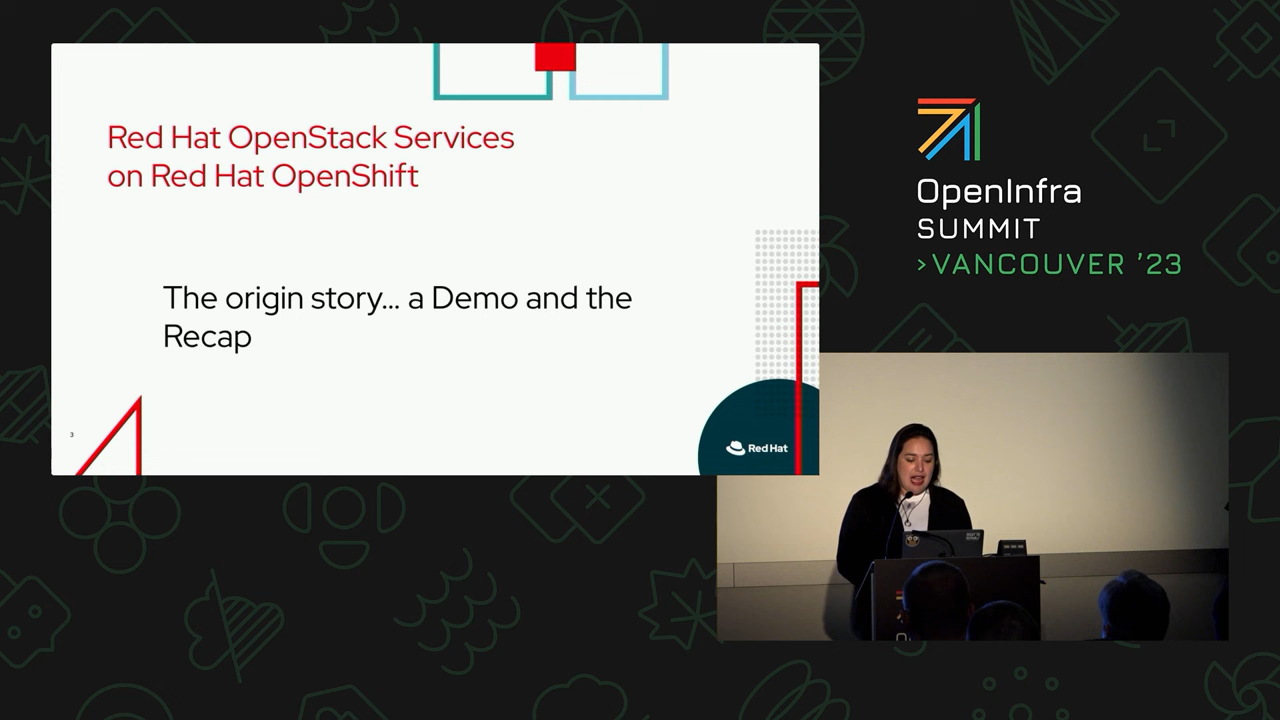 Red Hat OpenStack Services
on Red Hat OpenShift
The origin story... a Demo and the
Recap
3
Red Hat
OpenInfra
SUMMIT
>VANCOUVER '23